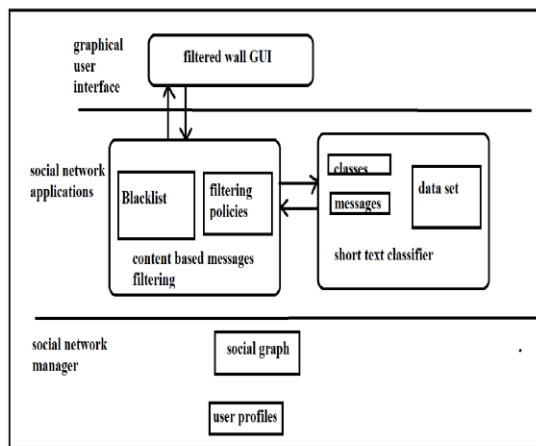 graphical
user
interface
filtered wall GUI
social network
applications
Blacklist
filtering
policies
content based messages
filtering
classes
messages
data set
short text classifier
social network
manager
social graph
user profiles